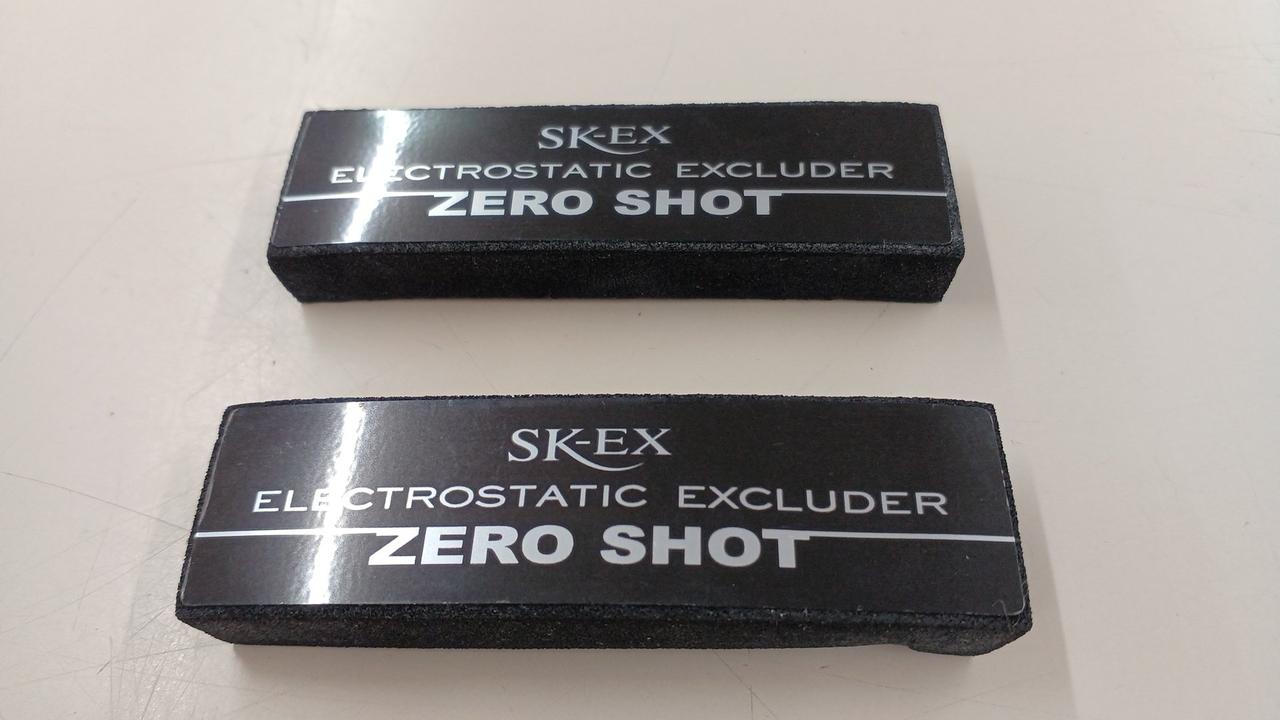 SK-EX
ELECTROSTATIC EXCLUDER
ZERO SHOT
SK-EX
ELECTROSTATIC EXCLUDER
ZERO SHOT